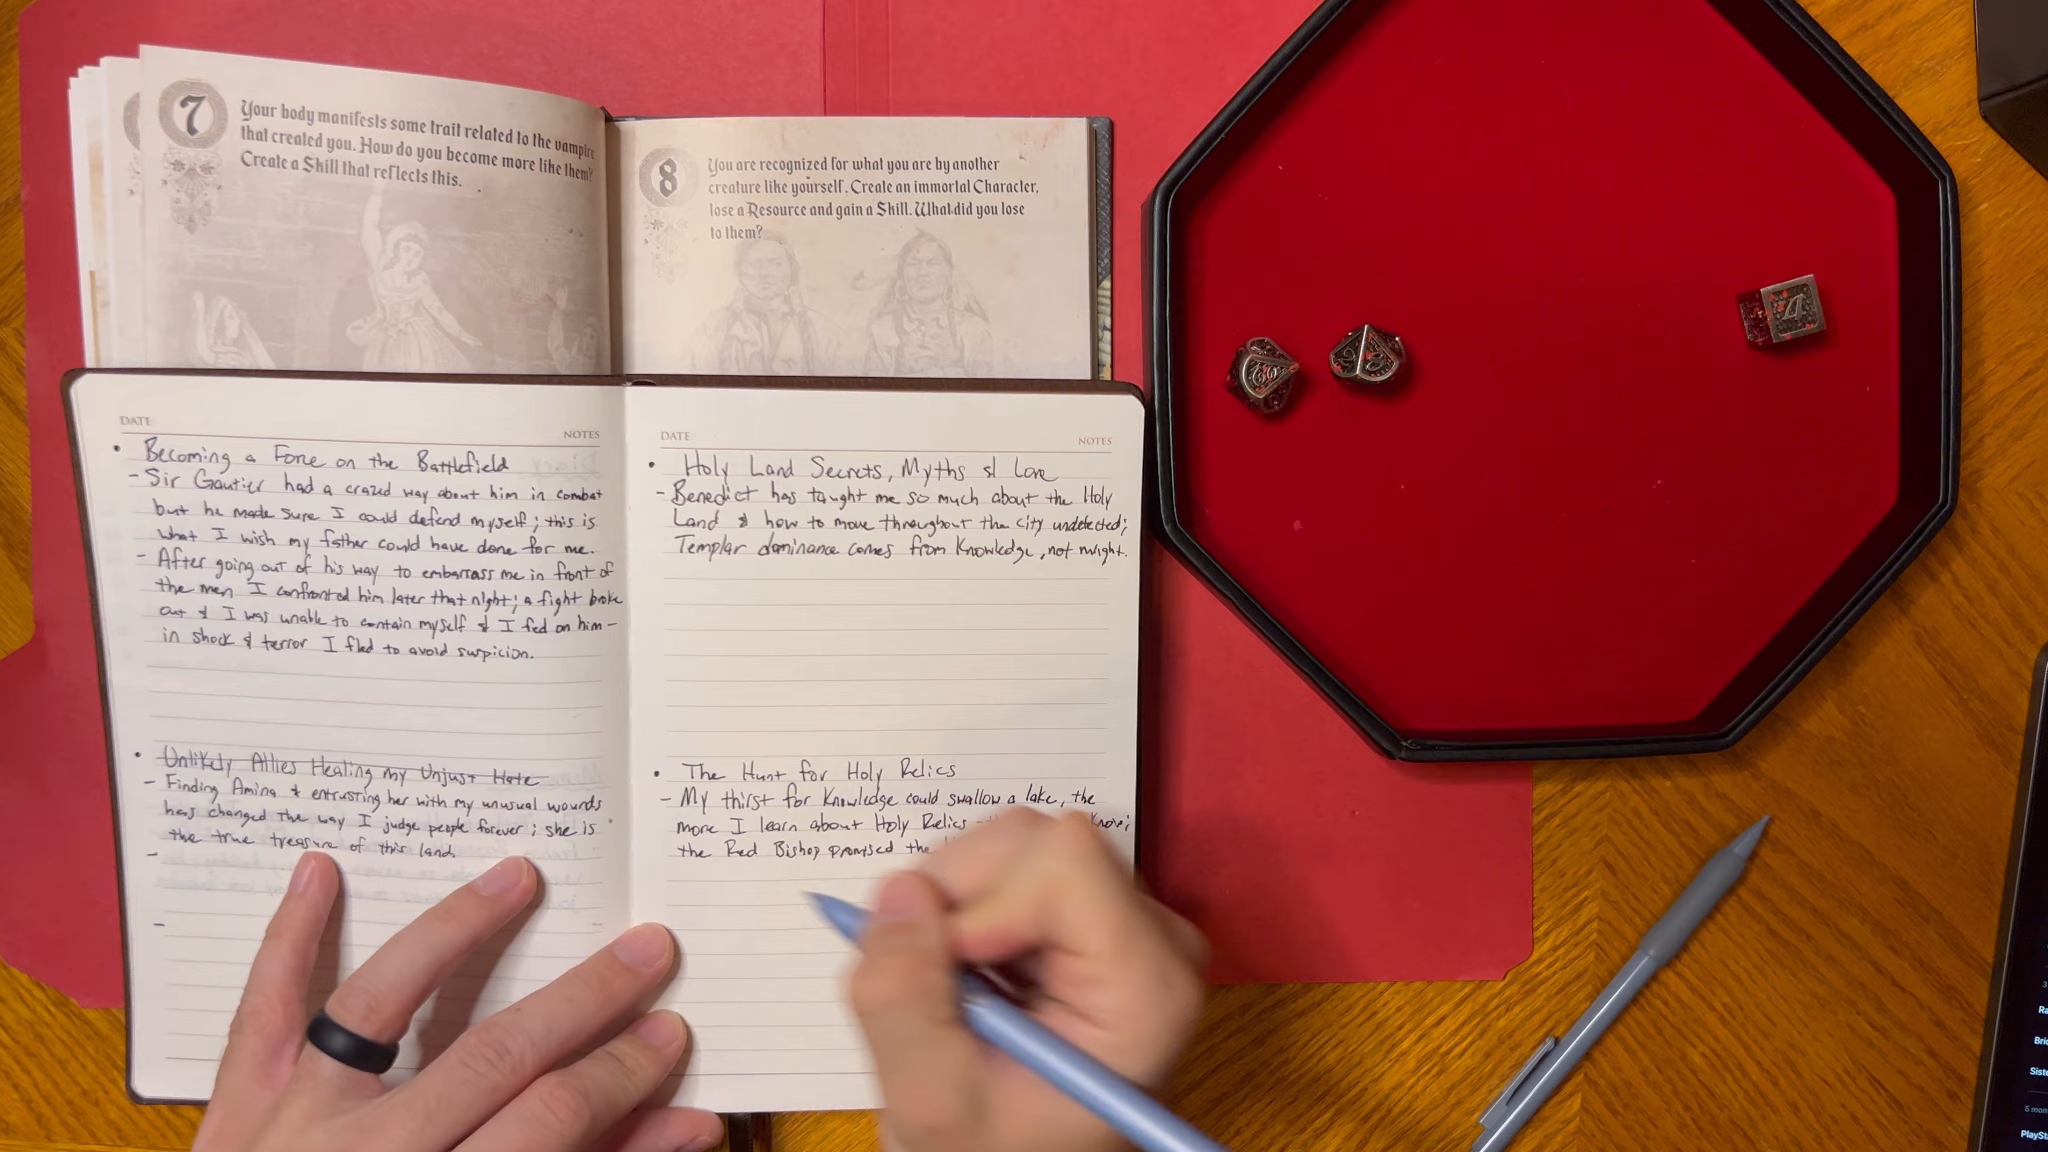 7
Your body manifests some trait related to the vampire
that created you. How do you become more like them?
Create a Skill that reflects this.
8
You are recognized for what you are by another
creature like yourself. Create an immortal Character,
lose a Resource and gain a Skill. What did you lose
to them?
DATE
NOTES
• Becoming a Force on the Battlefield
- Sir Gautier had a crazed way about him in combat
but he made sure I could defend myself; this is
what I wish my father could have done for me.
- After going out of his way to embarrass me in front of
the men I confronted him later that night; a fight broke
out & I was unable to contain myself & I fed on him -
in shock & terror I fled to avoid suspicion.
• Unlikely Allies Healing my Unjust Hate
- Finding Amina & entrusting her with my unusual wounds
has changed the way I judge people forever; she is
the true treasure of this land.
-
-
DATE
NOTES
• Holy Land Secrets, Myths & Lore
- Benedict has taught me so much about the Holy
Land & how to move throughout the city undetected;
Templar dominance comes from Knowledge, not might.
• The Hunt for Holy Relics
- My thirst for Knowledge could swallow a lake, the
more I learn about Holy Relics
the Red Bishop promised the
4
3
Ra
Bric
Siste
5 mon
PlaySt